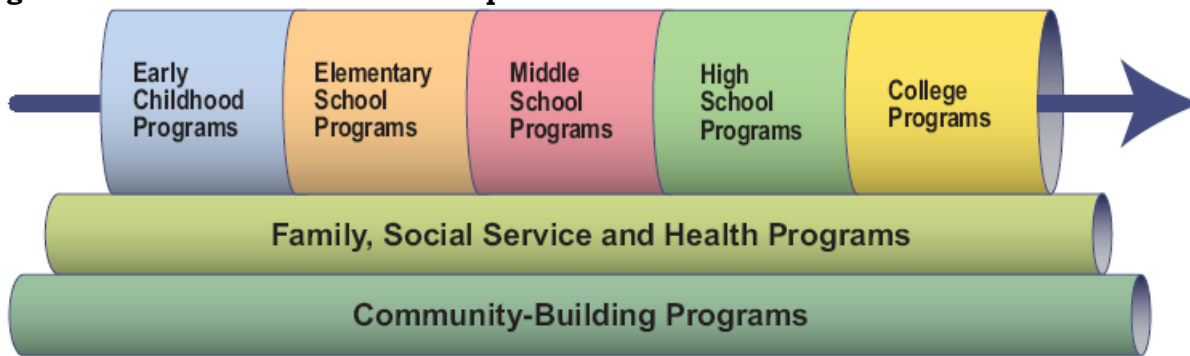 Early
Childhood
Programs
Elementary
School
Programs
Middle
School
Programs
High
School
Programs
College
Programs
Family, Social Service and Health Programs
Community-Building Programs